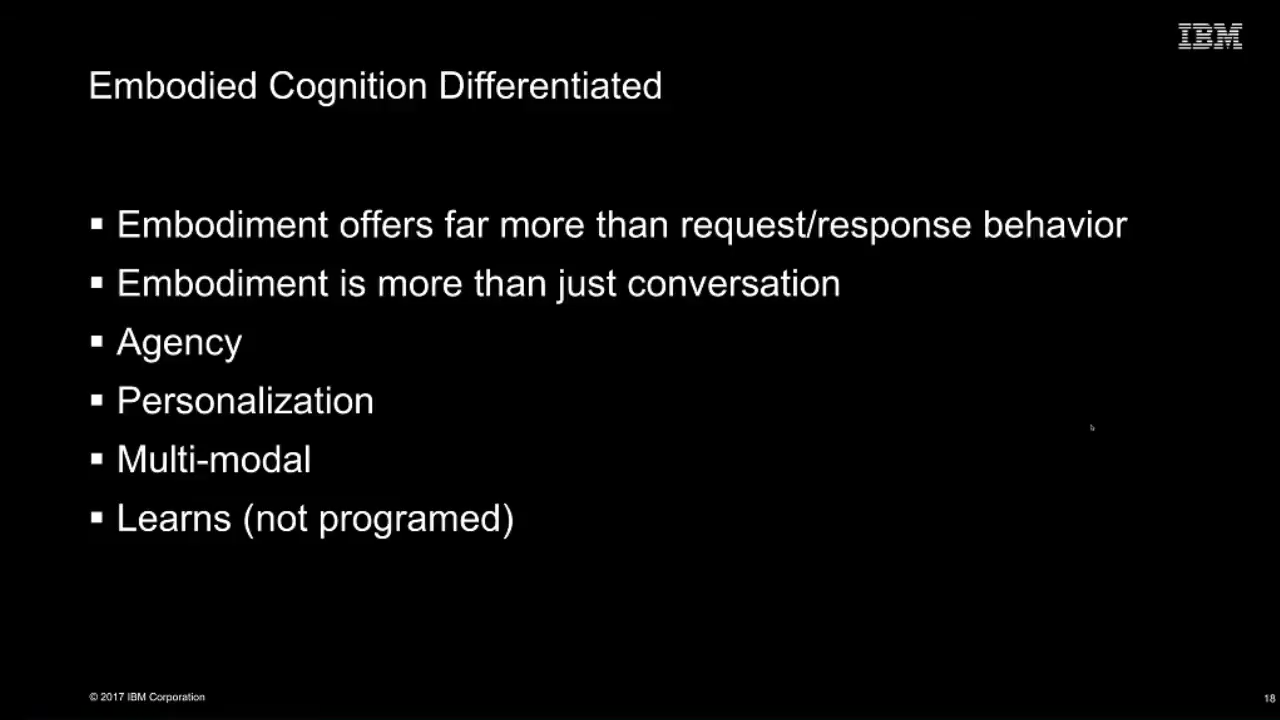 IBM
Embodied Cognition Differentiated
▪ Embodiment offers far more than request/response behavior
▪ Embodiment is more than just conversation
▪ Agency
▪ Personalization
▪ Multi-modal
▪ Learns (not programed)
© 2017 IBM Corporation
18